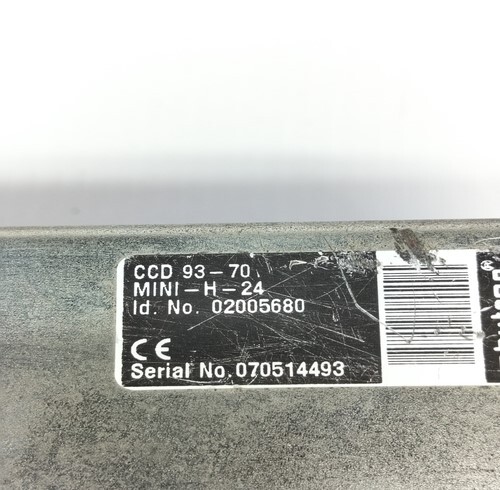 CCD 93-70
MINI-H-24
Id. No. 02005680
CE
Serial No. 070514493